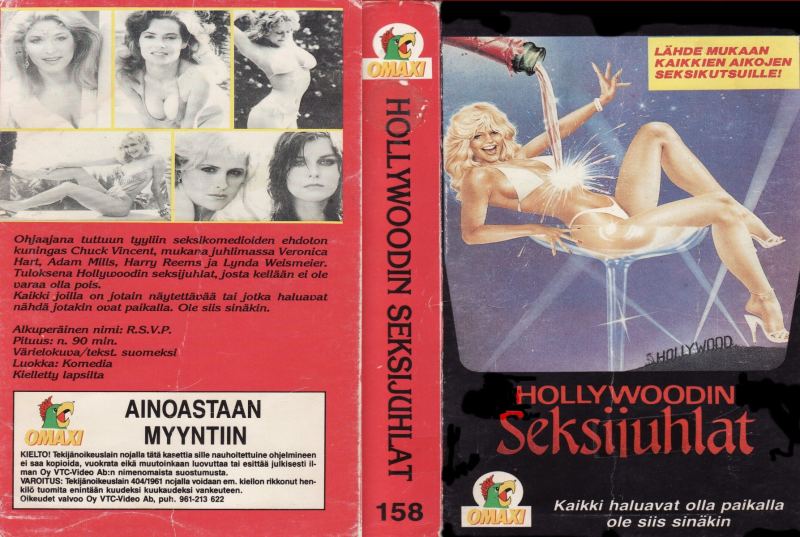 Ohjaajana tuttuun tyyliin seksikomedioiden ehdoton
kuningas Chuck Vincent, mukana juhlimassa Veronica
Hart, Adam Mills, Harry Reems ja Lynda Weismeier.
Tuloksena Hollywoodin seksijuhlat, josta kellään ei ole
varaa olla pois.
Kaikki joilla on jotain näytettävää tai jotka haluavat
nähdä jotakin ovat paikalla. Ole siis sinäkin.
Alkuperäinen nimi: R.S.V.P.
Pituus: n. 90 min.
Värielokuva/tekst. suomeksi
Luokka: Komedia
Kielletty lapsilta
OMAXI
AINOASTAAN
MYYNTIIN
KIELTO! Tekijänoikeuslain nojalla tätä kasettia sille nauhoitettuine ohjelmineen
ei saa kopioida, vuokrata eikä muutoinkaan luovuttaa tai esittää julkisesti il-
man Oy VTC-Video Ab:n nimenomaista suostumusta.
VAROITUS: Tekijänoikeuslain 404/1961 nojalla voidaan em. kiellon rikkonut hen-
kilö tuomita enintään kuudeksi kuukaudeksi vankeuteen.
Oikeudet valvoo Oy VTC-Video Ab, puh. 961-213 622
OMAXI
HOLLYWOODIN SEKSIJUHLAT
158
LÄHDE MUKAAN
KAIKKIEN AIKOJEN
SEKSIKUTSUILLE!
HOLLYWOOD
HOLLYWOODIN
Seksijuhlat
OMAXI
Kaikki haluavat olla paikalla
ole siis sinäkin